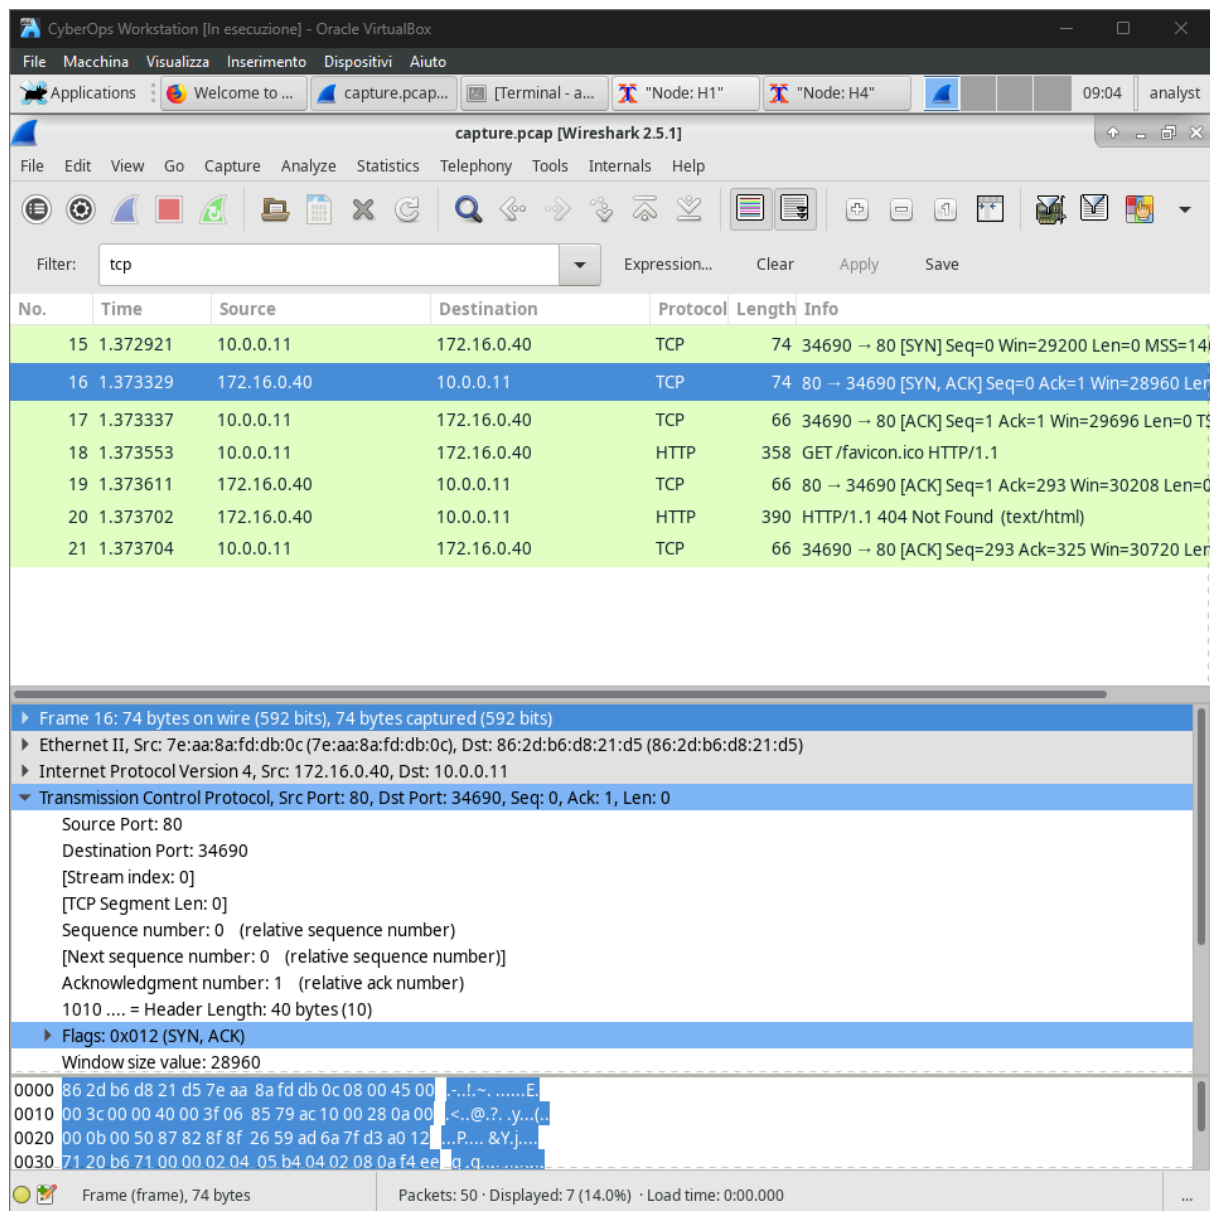 CyberOps Workstation [In esecuzione] - Oracle VirtualBox
File Macchina Visualizza Inserimento Dispositivi Aiuto
Applications Welcome to ... capture.pcap... [Terminal - a... "Node: H1" "Node: H4" 09:04 analyst
capture.pcap [Wireshark 2.5.1]
File Edit View Go Capture Analyze Statistics Telephony Tools Internals Help
Filter: tcp Expression... Clear Apply Save
No. Time Source Destination Protocol Length Info
15 1.372921 10.0.0.11 172.16.0.40 TCP 74 34690 → 80 [SYN] Seq=0 Win=29200 Len=0 MSS=14
16 1.373329 172.16.0.40 10.0.0.11 TCP 74 80 → 34690 [SYN, ACK] Seq=0 Ack=1 Win=28960 Len
17 1.373337 10.0.0.11 172.16.0.40 TCP 66 34690 → 80 [ACK] Seq=1 Ack=1 Win=29696 Len=0 TS
18 1.373553 10.0.0.11 172.16.0.40 HTTP 358 GET /favicon.ico HTTP/1.1
19 1.373611 172.16.0.40 10.0.0.11 TCP 66 80 → 34690 [ACK] Seq=1 Ack=293 Win=30208 Len=0
20 1.373702 172.16.0.40 10.0.0.11 HTTP 390 HTTP/1.1 404 Not Found (text/html)
21 1.373704 10.0.0.11 172.16.0.40 TCP 66 34690 → 80 [ACK] Seq=293 Ack=325 Win=30720 Len
Frame 16: 74 bytes on wire (592 bits), 74 bytes captured (592 bits)
Ethernet II, Src: 7e:aa:8a:fd:db:0c (7e:aa:8a:fd:db:0c), Dst: 86:2d:b6:d8:21:d5 (86:2d:b6:d8:21:d5)
Internet Protocol Version 4, Src: 172.16.0.40, Dst: 10.0.0.11
Transmission Control Protocol, Src Port: 80, Dst Port: 34690, Seq: 0, Ack: 1, Len: 0
Source Port: 80
Destination Port: 34690
[Stream index: 0]
[TCP Segment Len: 0]
Sequence number: 0 (relative sequence number)
[Next sequence number: 0 (relative sequence number)]
Acknowledgment number: 1 (relative ack number)
1010 .... = Header Length: 40 bytes (10)
Flags: 0x012 (SYN, ACK)
Window size value: 28960
0000 86 2d b6 d8 21 d5 7e aa 8a fd db 0c 08 00 45 00 .-..!.~. ......E.
0010 00 3c 00 00 40 00 3f 06 85 79 ac 10 00 28 0a 00 .<..@.?. .y...(..
0020 00 0b 00 50 87 82 8f 8f 26 59 ad 6a 7f d3 a0 12 ...P.... &Y.j....
0030 71 20 b6 71 00 00 02 04 05 b4 04 02 08 0a f4 ee q .q.... ........
Frame (frame), 74 bytes Packets: 50 · Displayed: 7 (14.0%) · Load time: 0:00.000 ...